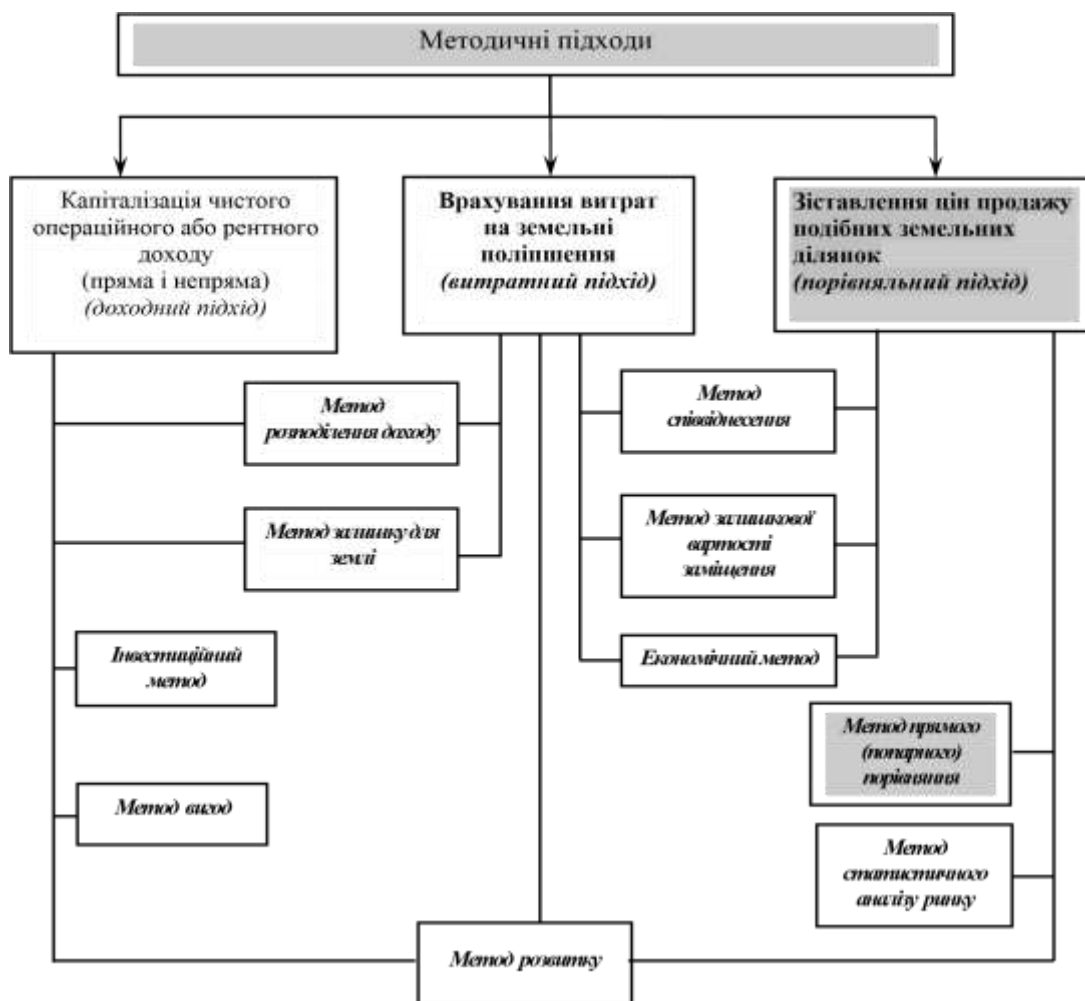 Методичні підходи
Капіталізація чистого
операційного або рентного
доходу
(пряма і непряма)
(доходний підхід)
Врахування витрат
на земельні
поліпшення
(витратний підхід)
Зіставлення цін продажу
подібних земельних
ділянок
(порівняльний підхід)
Метод
розподілення доходу
Метод
співвіднесення
Метод залишку для
землі
Метод залишкової
вартості
заміщення
Інвестиційний
метод
Економічний метод
Метод прямого
(попарного)
порівняння
Метод вигод
Метод
статистичного
аналізу ринку
Метод розвитку